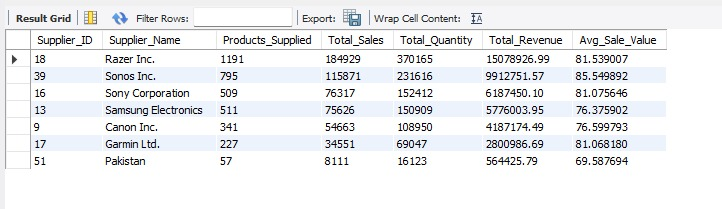 Result Grid Filter Rows: Export: Wrap Cell Content:
Supplier_ID Supplier_Name Products_Supplied Total_Sales Total_Quantity Total_Revenue Avg_Sale_Value
18 Razer Inc. 1191 184929 370165 15078926.99 81.539007
39 Sonos Inc. 795 115871 231616 9912751.57 85.549892
16 Sony Corporation 509 76317 152412 6187450.10 81.075646
13 Samsung Electronics 511 75626 150909 5776003.95 76.375902
9 Canon Inc. 341 54663 108950 4187174.49 76.599793
17 Garmin Ltd. 227 34551 69047 2800986.69 81.068180
51 Pakistan 57 8111 16123 564425.79 69.587694